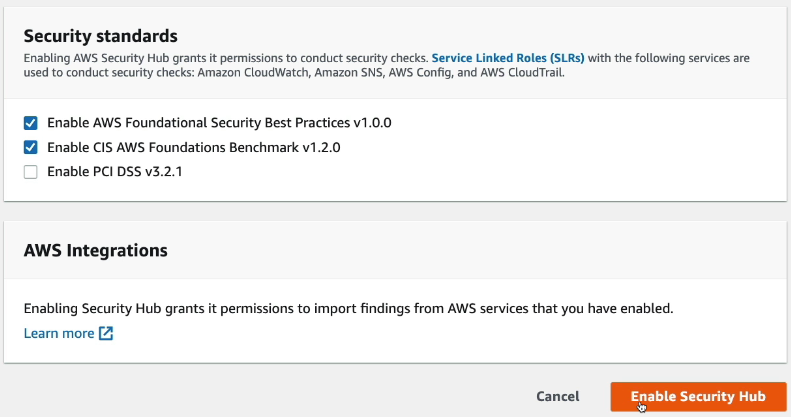 Security standards
Enabling AWS Security Hub grants it permissions to conduct security checks. Service Linked Roles (SLRs) with the following services are
used to conduct security checks: Amazon CloudWatch, Amazon SNS, AWS Config, and AWS CloudTrail.
Enable AWS Foundational Security Best Practices v1.0.0
Enable CIS AWS Foundations Benchmark v1.2.0
Enable PCI DSS v3.2.1
AWS Integrations
Enabling Security Hub grants it permissions to import findings from AWS services that you have enabled.
Learn more
Cancel
Enable Security Hub